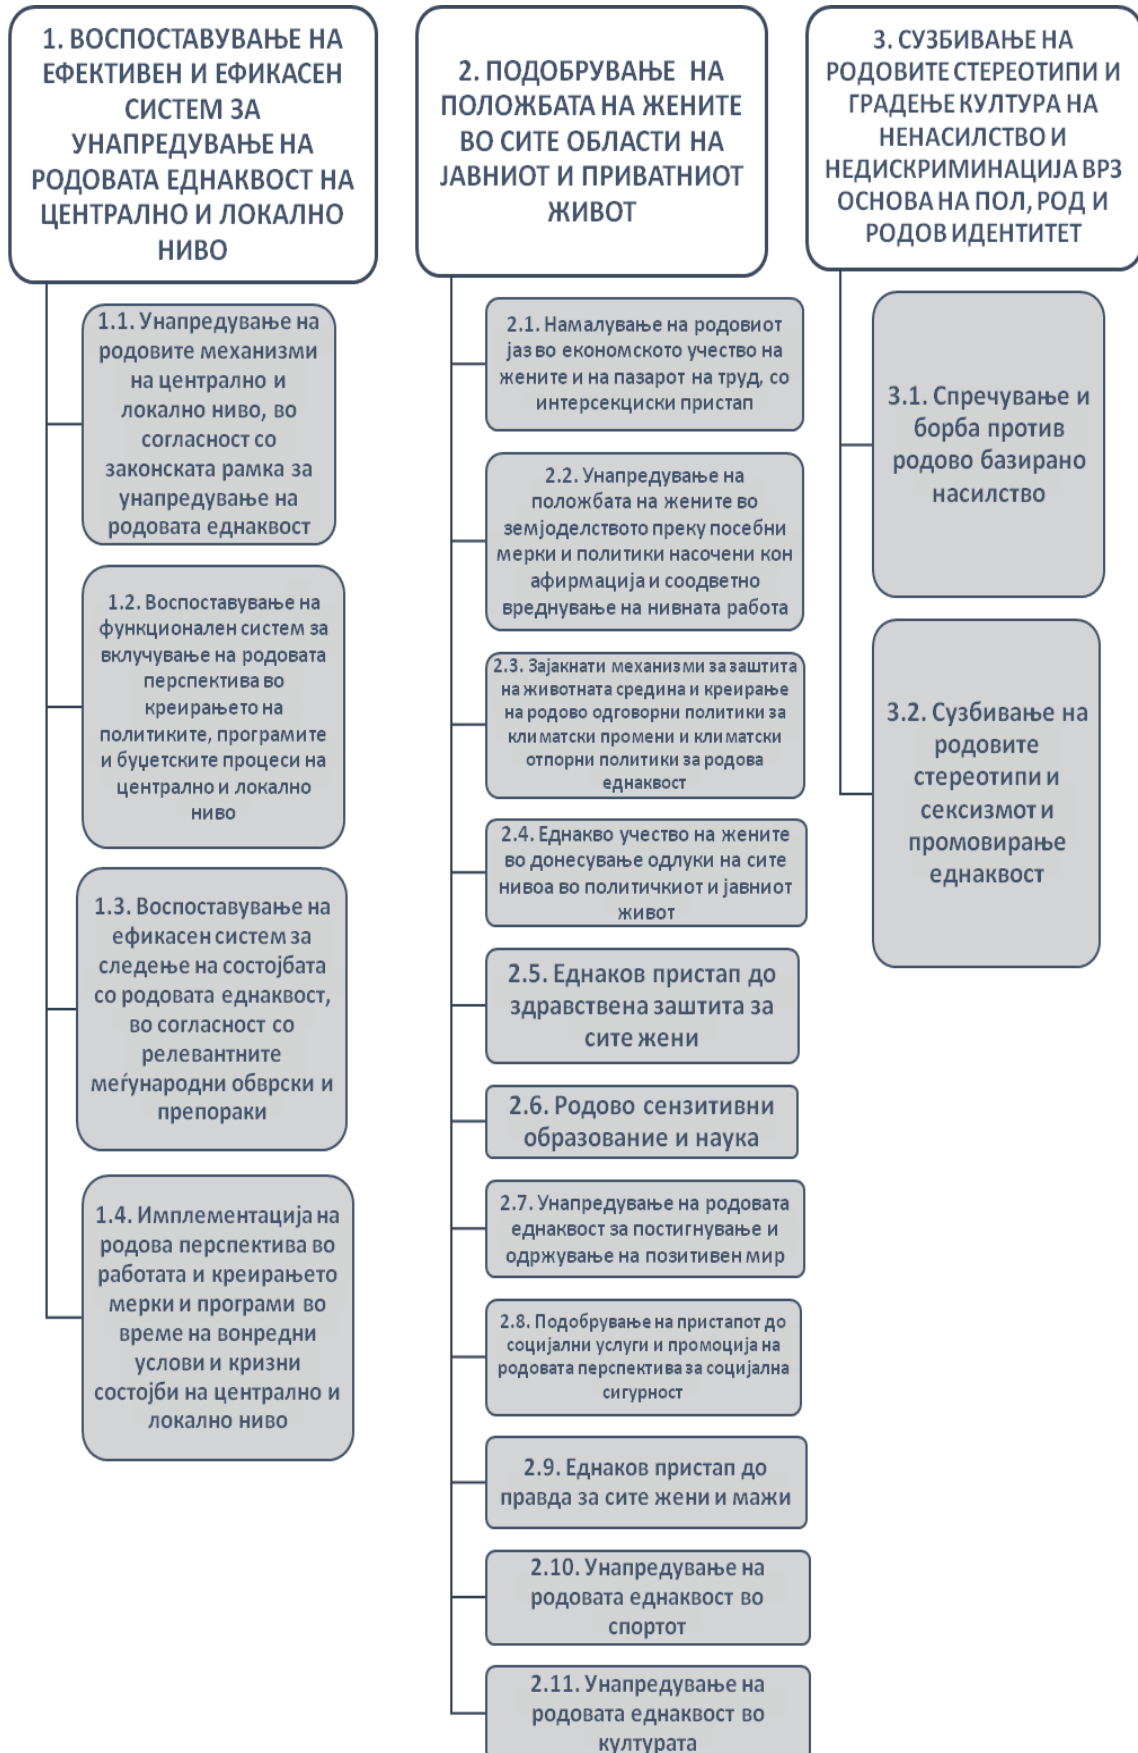 1. ВОСПОСТАВУВАЊЕ НА
ЕФЕКТИВЕН И ЕФИКАСЕН
СИСТЕМ ЗА
УНАПРЕДУВАЊЕ НА
РОДОВАТА ЕДНАКВОСТ НА
ЦЕНТРАЛНО И ЛОКАЛНО
НИВО
1.1. Унапредување на
родовите механизми
на централно и
локално ниво, во
согласност со
законската рамка за
унапредување на
родовата еднаквост
1.2. Воспоставување на
функционален систем за
вклучување на родовата
перспектива во
креирањето на
политиките, програмите
и буџетските процеси на
централно и локално
ниво
1.3. Воспоставување на
ефикасен систем за
следење на состојбата
со родовата еднаквост,
во согласност со
релевантните
меѓународни обврски и
препораки
1.4. Имплементација на
родова перспектива во
работата и креирањето
мерки и програми во
време на вонредни
услови и кризни
состојби на централно и
локално ниво
2. ПОДОБРУВАЊЕ НА
ПОЛОЖБАТА НА ЖЕНИТЕ
ВО СИТЕ ОБЛАСТИ НА
ЈАВНИОТ И ПРИВАТНИОТ
ЖИВОТ
2.1. Намалување на родовиот
јаз во економското учество на
жените и на пазарот на труд, со
интерсекциски пристап
2.2. Унапредување на
положбата на жените во
земјоделството преку посебни
мерки и политики насочени кон
афирмација и соодветно
вреднување на нивната работа
2.3. Зајакнати механизми за заштита
на животната средина и креирање
на родово одговорни политики за
климатски промени и климатски
отпорни политики за родова
еднаквост
2.4. Еднакво учество на жените
во донесување одлуки на сите
нивоа во политичкиот и јавниот
живот
2.5. Еднаков пристап до
здравствена заштита за
сите жени
2.6. Родово сензитивни
образование и наука
2.7. Унапредување на родовата
еднаквост за постигнување и
одржување на позитивен мир
2.8. Подобрување на пристапот до
социјални услуги и промоција на
родовата перспектива за социјална
сигурност
2.9. Еднаков пристап до
правда за сите жени и мажи
2.10. Унапредување на
родовата еднаквост во
спортот
2.11. Унапредување на
родовата еднаквост во
културата
3. СУЗБИВАЊЕ НА
РОДОВИТЕ СТЕРЕОТИПИ И
ГРАДЕЊЕ КУЛТУРА НА
НЕНАСИЛСТВО И
НЕДИСКРИМИНАЦИЈА ВРЗ
ОСНОВА НА ПОЛ, РОД И
РОДОВ ИДЕНТИТЕТ
3.1. Спречување и
борба против
родово базирано
насилство
3.2. Сузбивање на
родовите
стереотипи и
сексизмот и
промовирање
еднаквост